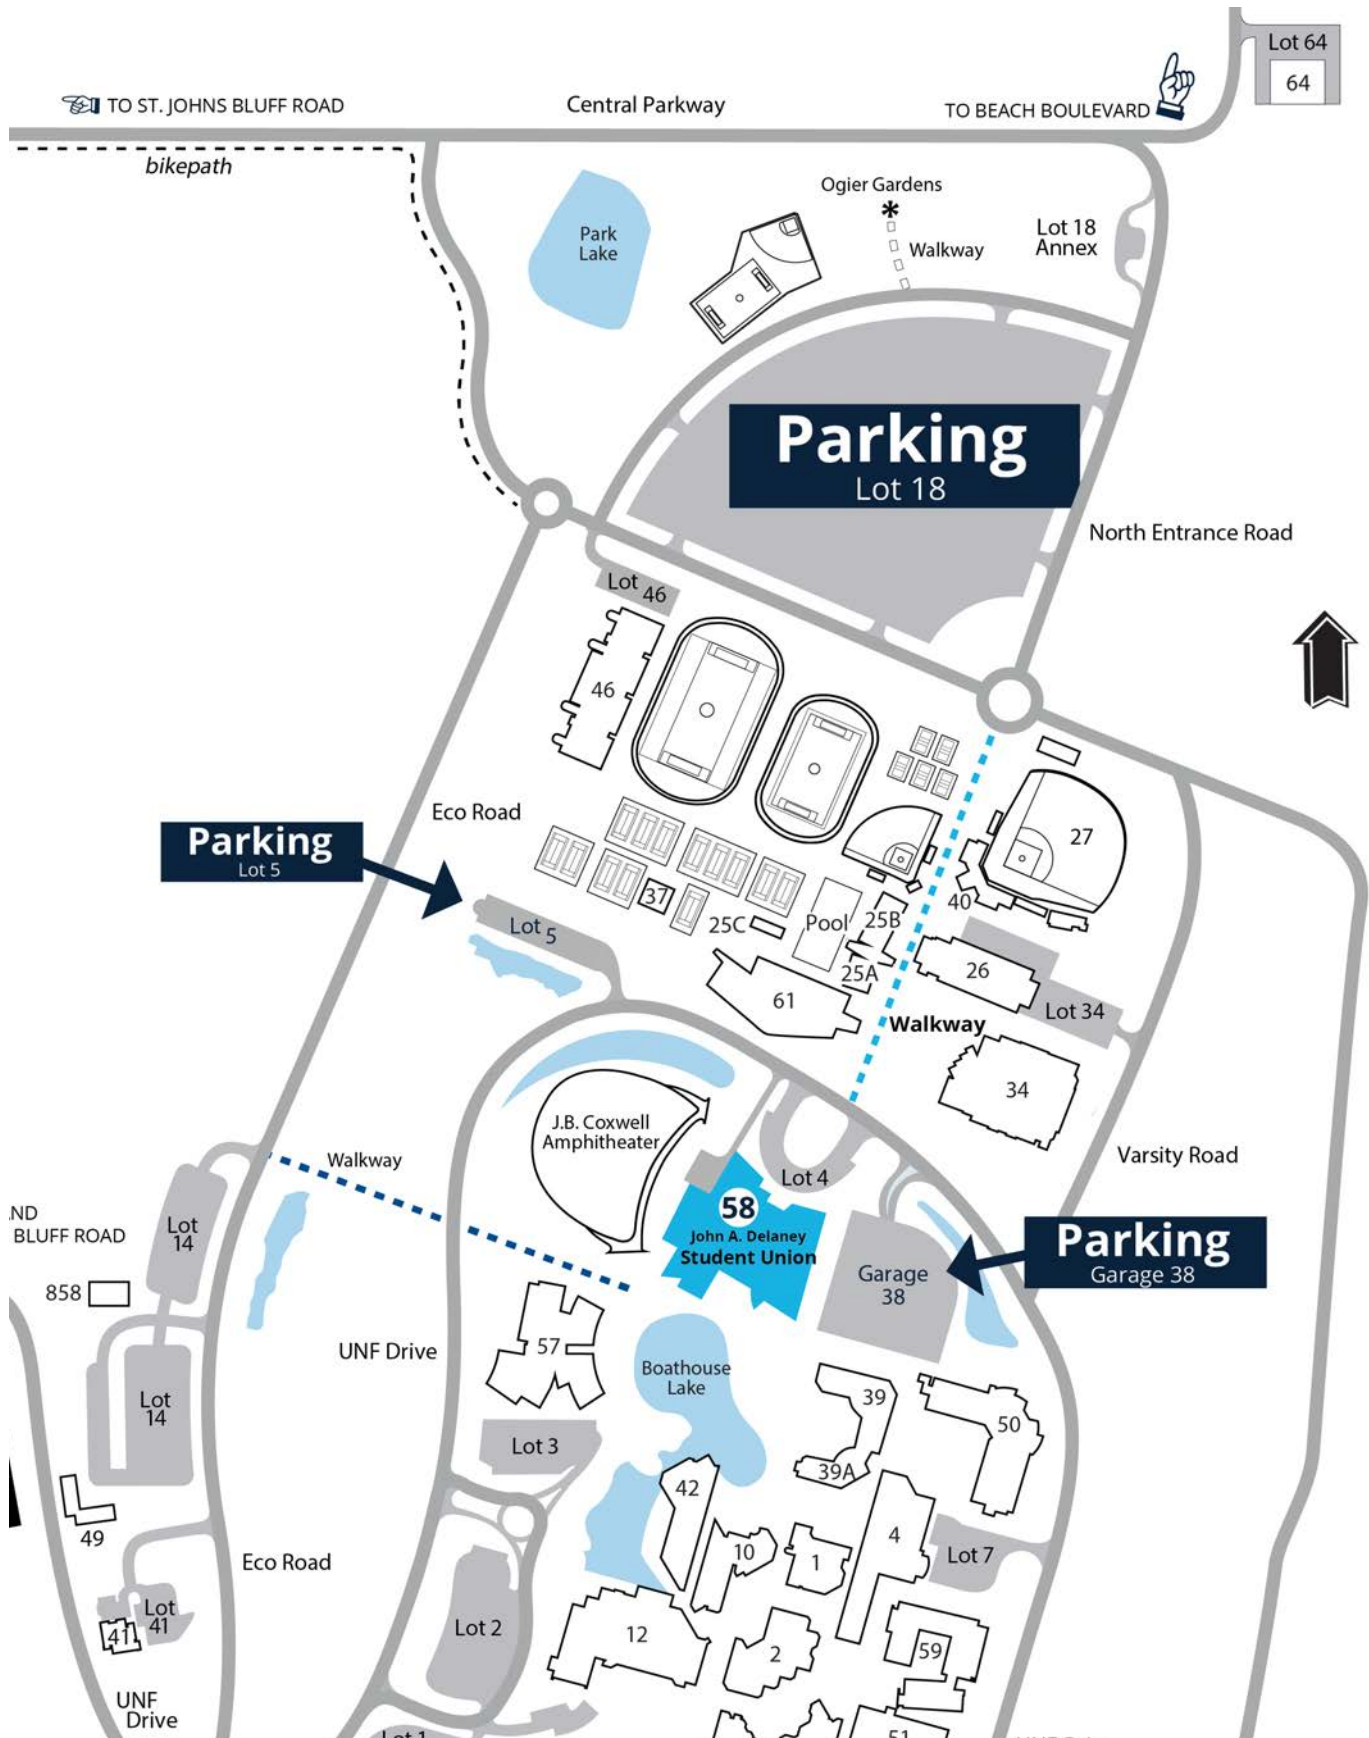 Lot 64
64
TO ST. JOHNS BLUFF ROAD
Central Parkway
TO BEACH BOULEVARD
bikepath
Ogier Gardens
*
Walkway
Lot 18
Annex
Park
Lake
Parking
Lot 18
North Entrance Road
Lot 46
46
Eco Road
Parking
Lot 5
27
37
40
25C
Pool
25B
Lot 5
25A
26
61
Lot 34
Walkway
34
J.B. Coxwell
Amphitheater
Walkway
Varsity Road
Lot 4
58
John A. Delaney
Student Union
ND
BLUFF ROAD
Lot
14
Parking
Garage 38
Garage
38
858
UNF Drive
57
Boathouse
Lake
39
50
Lot
14
Lot 3
39A
42
49
4
10
1
Lot 7
Eco Road
Lot
41
41
Lot 2
12
2
59
UNF
Drive
Lot 1
51